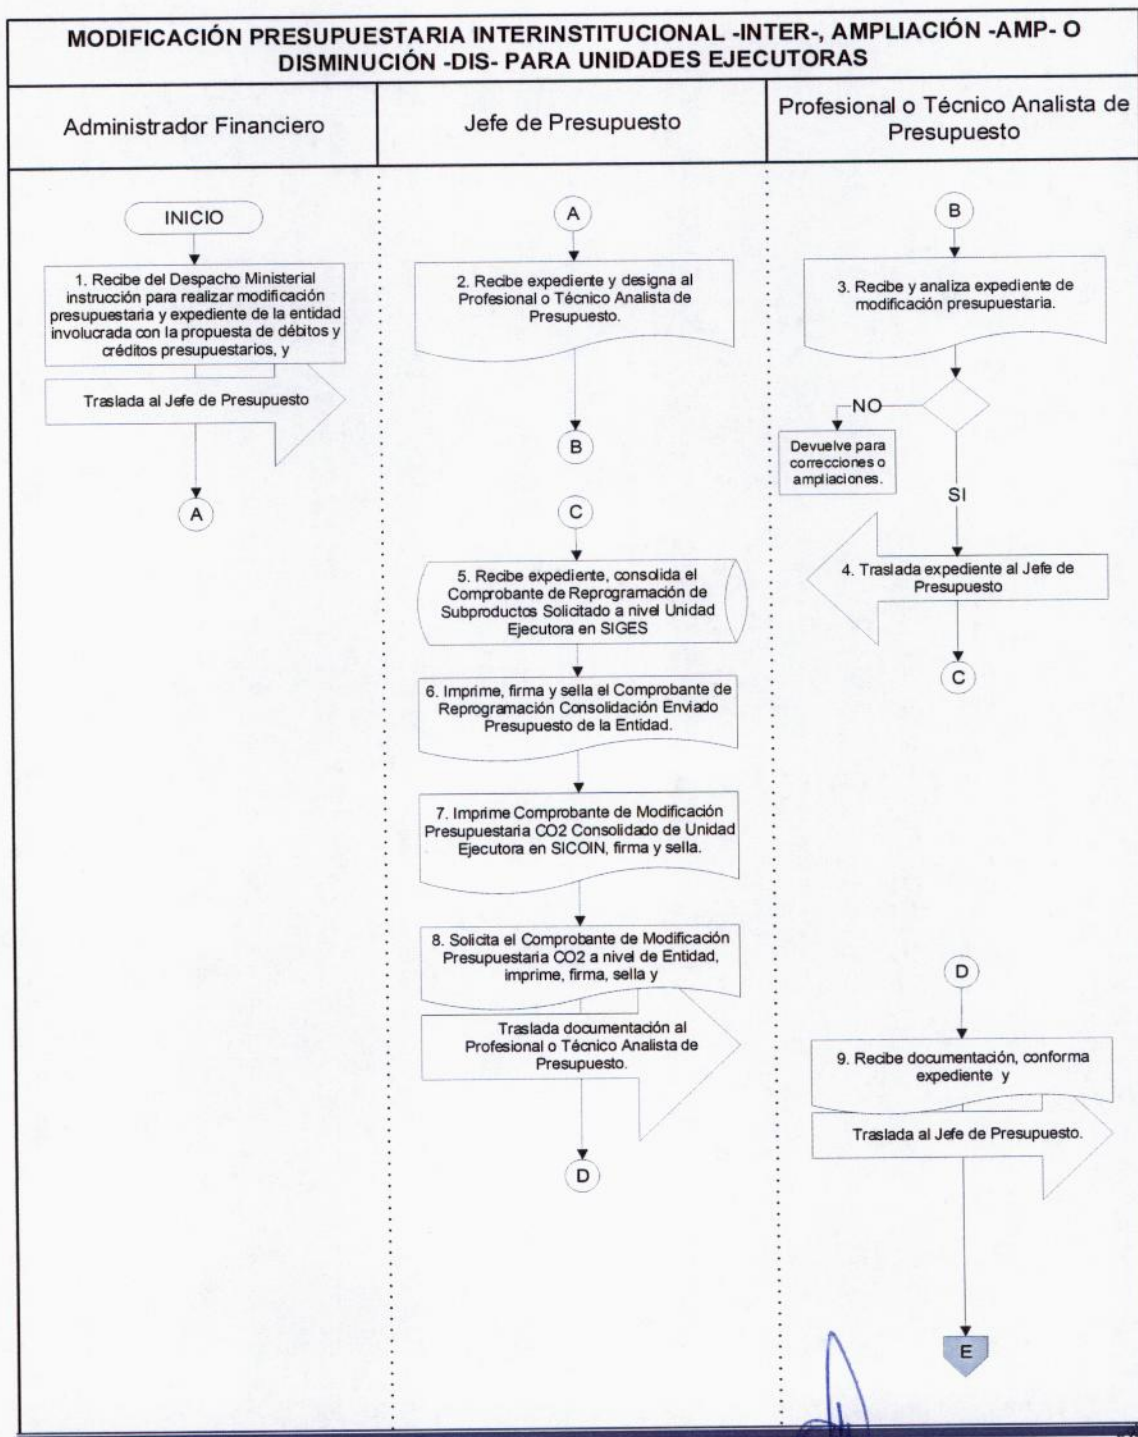 MODIFICACIÓN PRESUPUESTARIA INTERINSTITUCIONAL -INTER-, AMPLIACIÓN -AMP- O
DISMINUCIÓN -DIS- PARA UNIDADES EJECUTORAS
Administrador Financiero
Jefe de Presupuesto
Profesional o Técnico Analista de
Presupuesto
INICIO
1. Recibe del Despacho Ministerial
instrucción para realizar modificación
presupuestaria y expediente de la entidad
involucrada con la propuesta de débitos y
créditos presupuestarios, y
Traslada al Jefe de Presupuesto
A
A
2. Recibe expediente y designa al
Profesional o Técnico Analista de
Presupuesto.
B
B
3. Recibe y analiza expediente de
modificación presupuestaria.
NO
Devuelve para
correcciones o
ampliaciones.
SI
4. Traslada expediente al Jefe de
Presupuesto
C
C
5. Recibe expediente, consolida el
Comprobante de Reprogramación de
Subproductos Solicitado a nivel Unidad
Ejecutora en SIGES
6. Imprime, firma y sella el Comprobante de
Reprogramación Consolidación Enviado
Presupuesto de la Entidad.
7. Imprime Comprobante de Modificación
Presupuestaria CO2 Consolidado de Unidad
Ejecutora en SICOIN, firma y sella.
8. Solicita el Comprobante de Modificación
Presupuestaria CO2 a nivel de Entidad,
imprime, firma, sella y
Traslada documentación al
Profesional o Técnico Analista de
Presupuesto.
D
D
9. Recibe documentación, conforma
expediente y
Traslada al Jefe de Presupuesto.
E